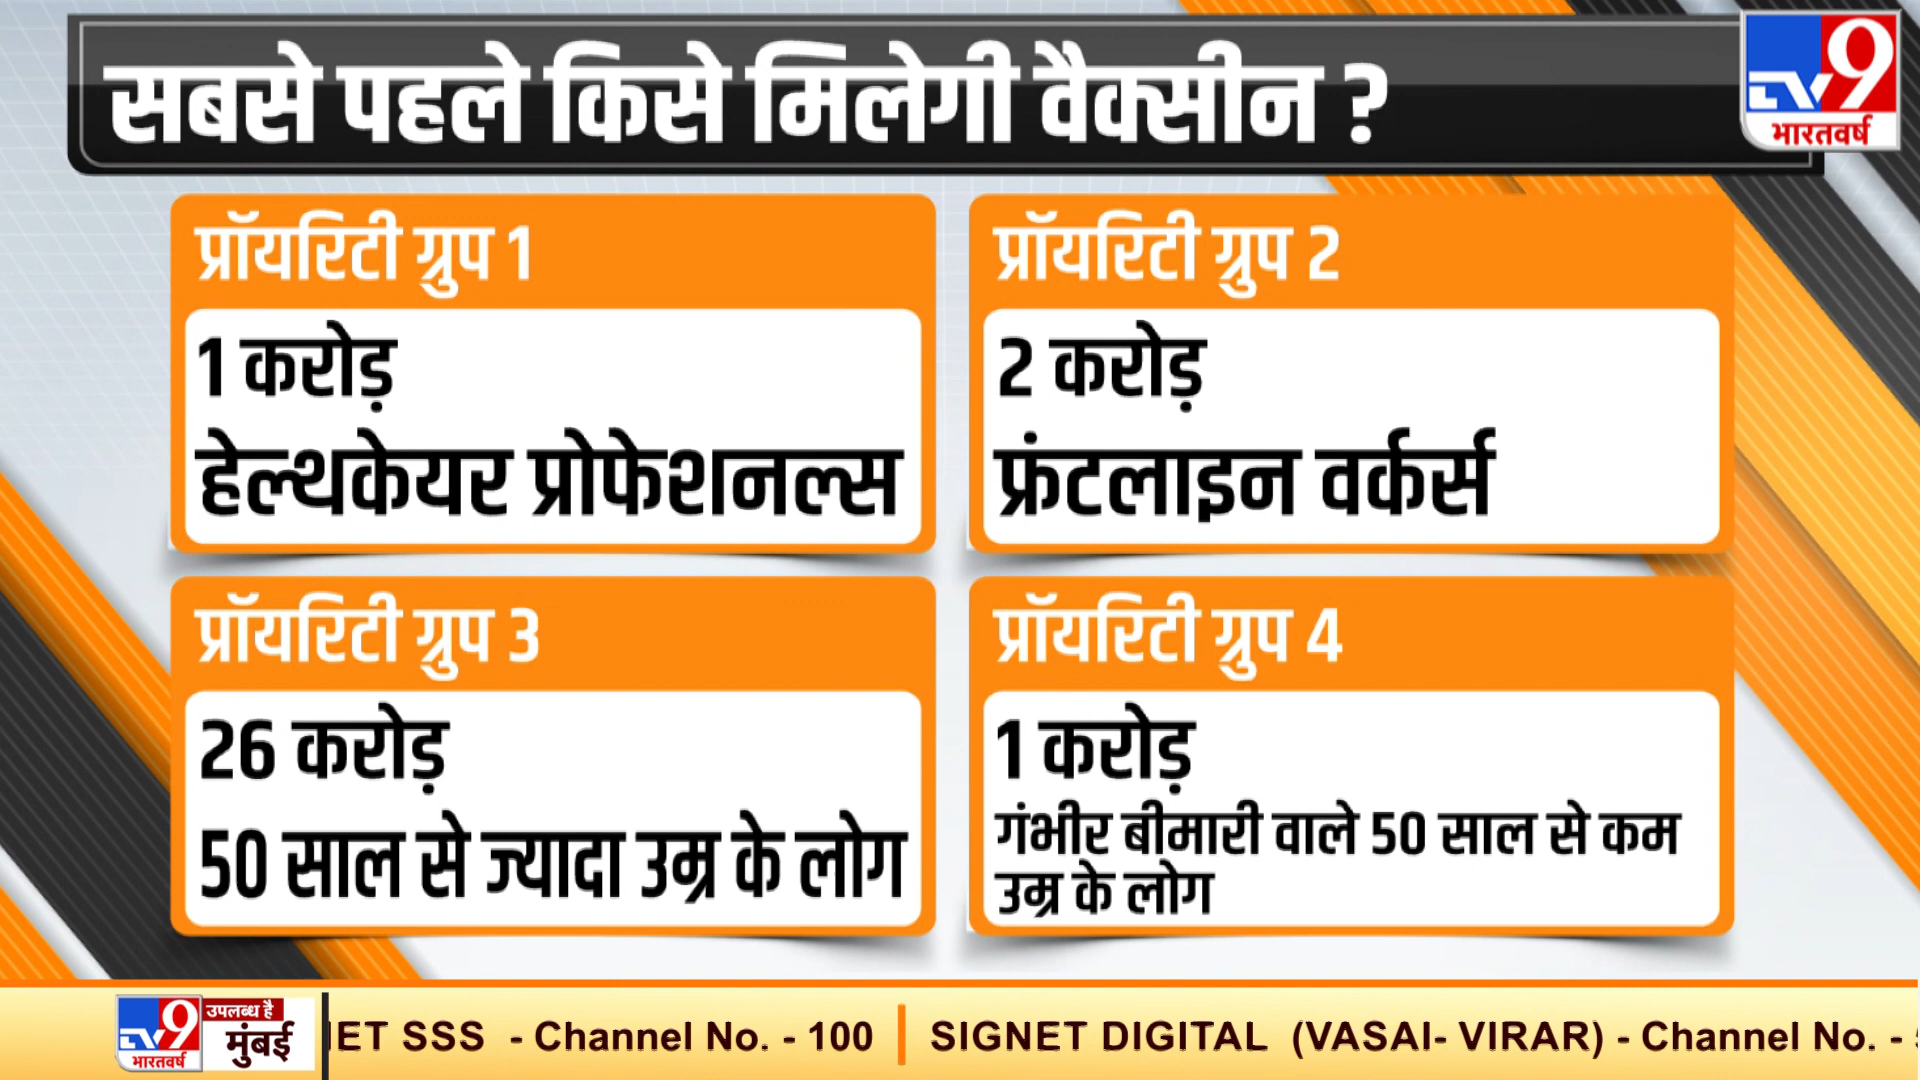 सबसे पहले किसे मिलेगी वैक्सीन ?
TV9
भारतवर्ष
प्रॉयरिटी ग्रुप 1
1 करोड़
हेल्थकेयर प्रोफेशनल्स
प्रॉयरिटी ग्रुप 2
2 करोड़
फ्रंटलाइन वर्कर्स
प्रॉयरिटी ग्रुप 3
26 करोड़
50 साल से ज्यादा उम्र के लोग
प्रॉयरिटी ग्रुप 4
1 करोड़
गंभीर बीमारी वाले 50 साल से कम
उम्र के लोग
TV9
भारतवर्ष
उपलब्ध है
मुंबई
ET SSS - Channel No. - 100
SIGNET DIGITAL (VASAI- VIRAR) - Channel No. -